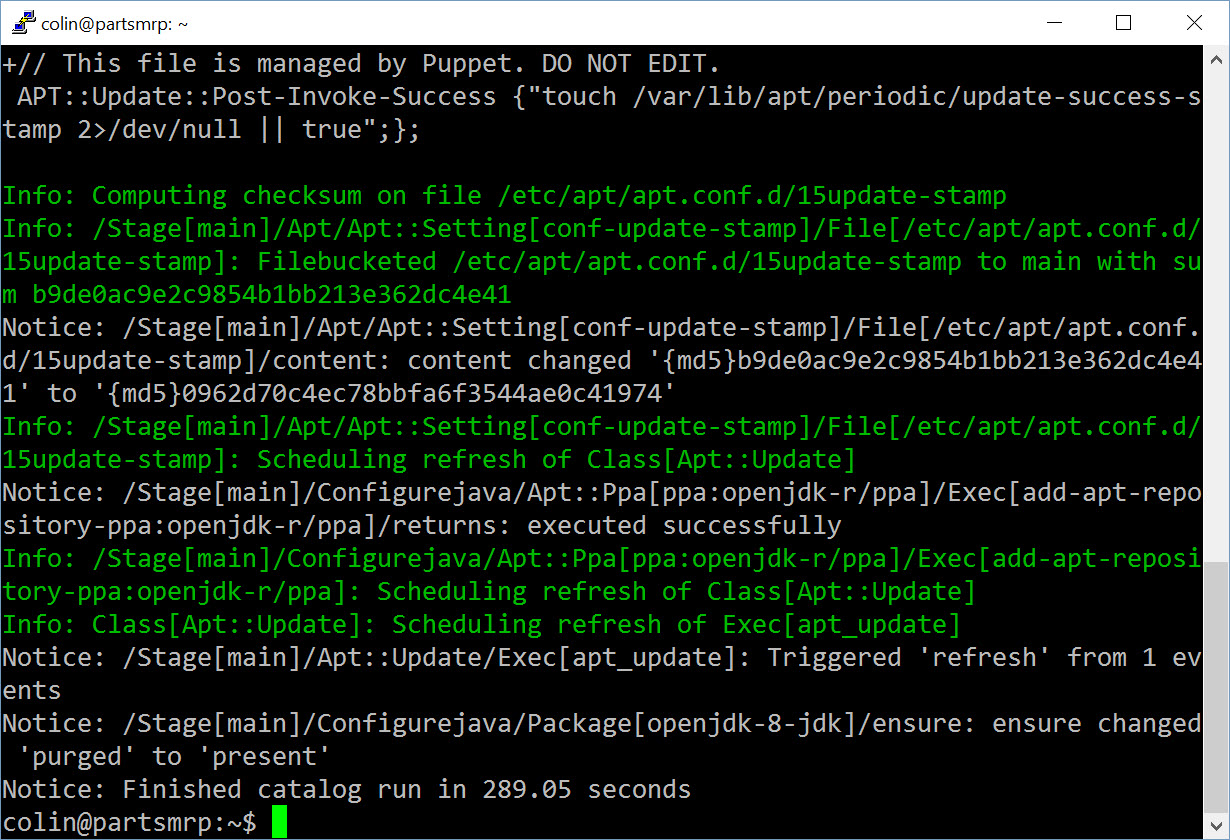 colin@partsmrp: ~
+// This file is managed by Puppet. DO NOT EDIT.
 APT::Update::Post-Invoke-Success {"touch /var/lib/apt/periodic/update-success-s
tamp 2>/dev/null || true";};
Info: Computing checksum on file /etc/apt/apt.conf.d/15update-stamp
Info: /Stage[main]/Apt/Apt::Setting[conf-update-stamp]/File[/etc/apt/apt.conf.d/
15update-stamp]: Filebucketed /etc/apt/apt.conf.d/15update-stamp to main with su
m b9de0ac9e2c9854b1bb213e362dc4e41
Notice: /Stage[main]/Apt/Apt::Setting[conf-update-stamp]/File[/etc/apt/apt.conf.
d/15update-stamp]/content: content changed '{md5}b9de0ac9e2c9854b1bb213e362dc4e4
1' to '{md5}0962d70c4ec78bbfa6f3544ae0c41974'
Info: /Stage[main]/Apt/Apt::Setting[conf-update-stamp]/File[/etc/apt/apt.conf.d/
15update-stamp]: Scheduling refresh of Class[Apt::Update]
Notice: /Stage[main]/Configurejava/Apt::Ppa[ppa:openjdk-r/ppa]/Exec[add-apt-repo
sitory-ppa:openjdk-r/ppa]/returns: executed successfully
Info: /Stage[main]/Configurejava/Apt::Ppa[ppa:openjdk-r/ppa]/Exec[add-apt-reposi
tory-ppa:openjdk-r/ppa]: Scheduling refresh of Class[Apt::Update]
Info: Class[Apt::Update]: Scheduling refresh of Exec[apt_update]
Notice: /Stage[main]/Apt::Update/Exec[apt_update]: Triggered 'refresh' from 1 ev
ents
Notice: /Stage[main]/Configurejava/Package[openjdk-8-jdk]/ensure: ensure changed
 'purged' to 'present'
Notice: Finished catalog run in 289.05 seconds
colin@partsmrp:~$